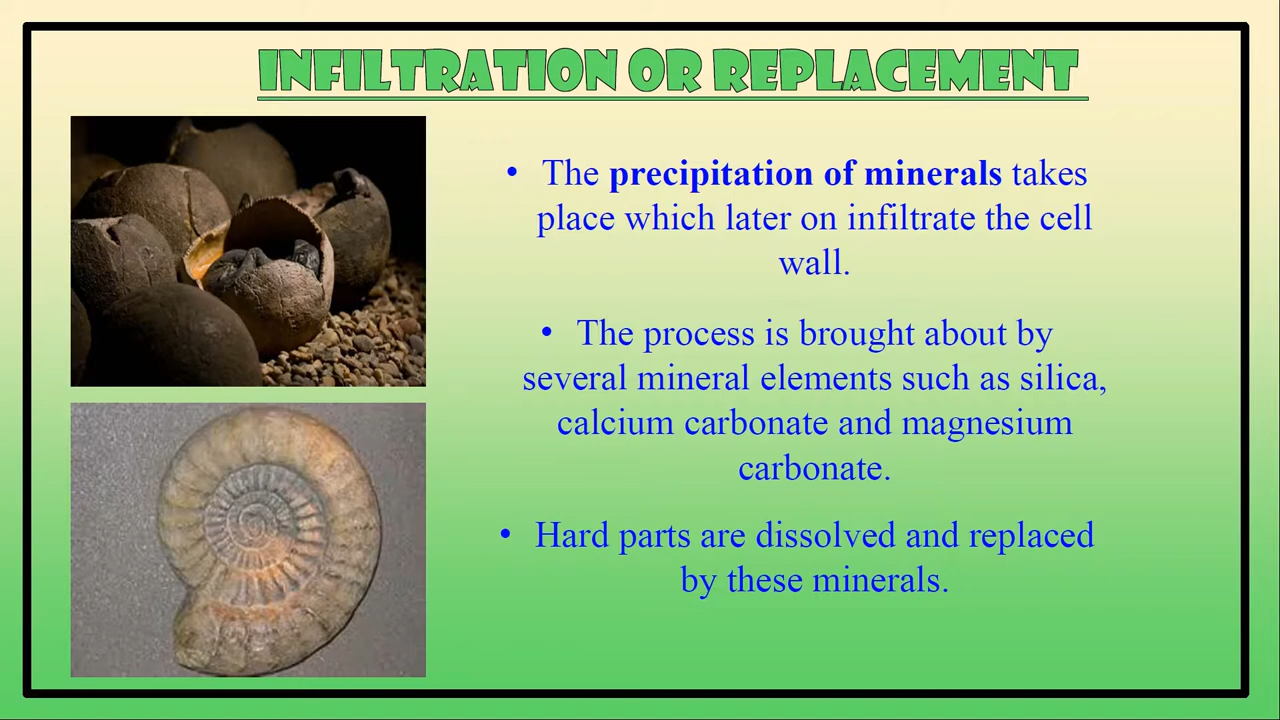 INFILTRATION OR REPLACEMENT
• The precipitation of minerals takes
place which later on infiltrate the cell
wall.
• The process is brought about by
several mineral elements such as silica,
calcium carbonate and magnesium
carbonate.
• Hard parts are dissolved and replaced
by these minerals.